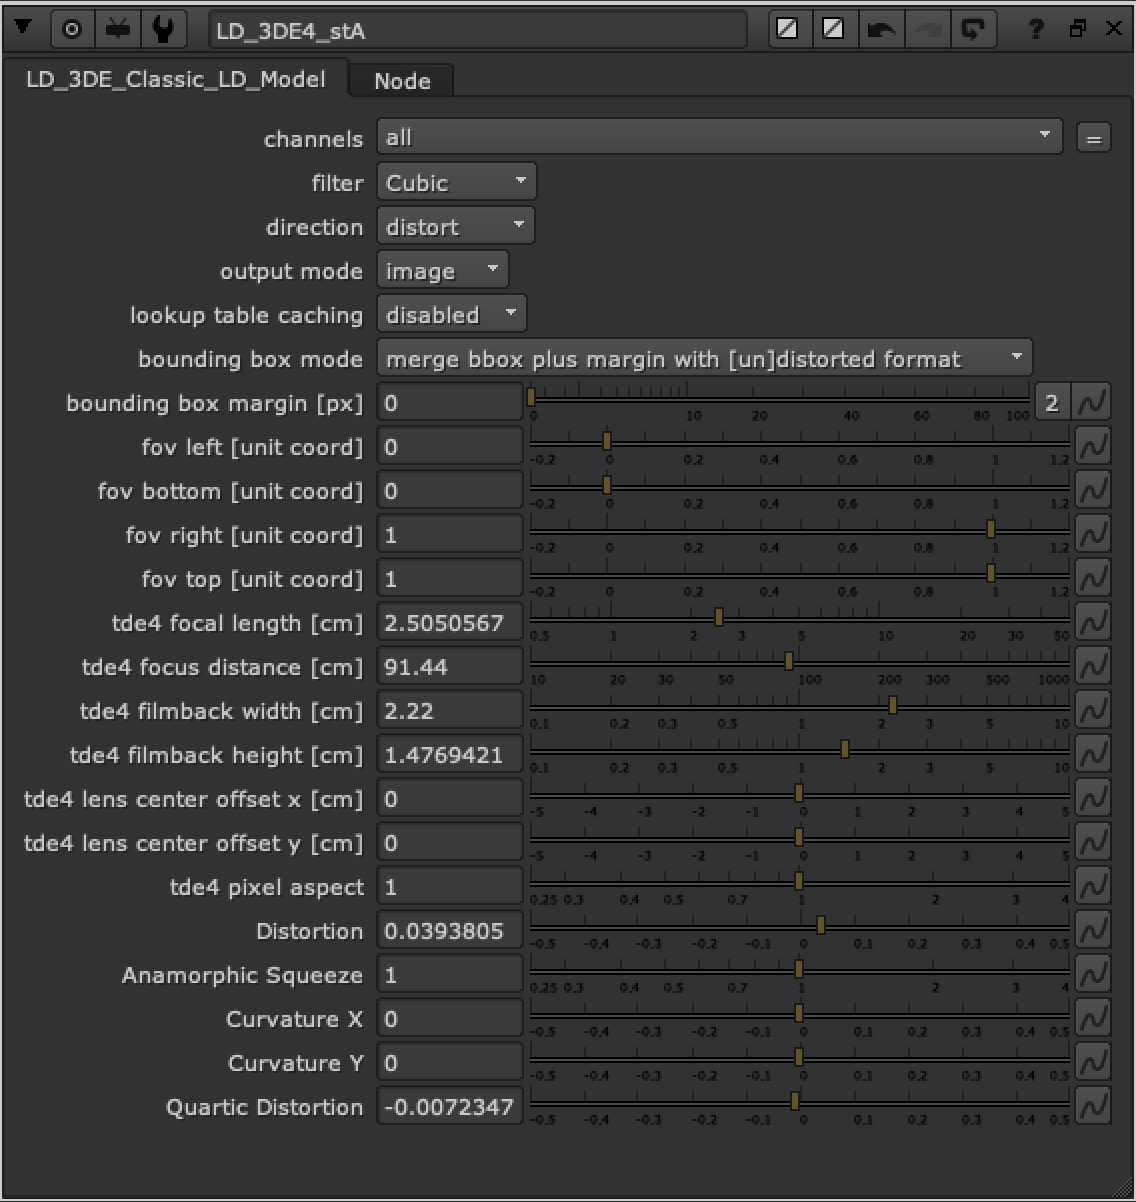 LD_3DE4_stA ?
LD_3DE_Classic_LD_Model Node
channels all =
filter Cubic
direction distort
output mode image
lookup table caching disabled
bounding box mode merge bbox plus margin with [un]distorted format
bounding box margin [px] 0 2
0 10 20 40 60 80 100
fov left [unit coord] 0
-0.2 0 0.2 0.4 0.6 0.8 1 1.2
fov bottom [unit coord] 0
-0.2 0 0.2 0.4 0.6 0.8 1 1.2
fov right [unit coord] 1
-0.2 0 0.2 0.4 0.6 0.8 1 1.2
fov top [unit coord] 1
-0.2 0 0.2 0.4 0.6 0.8 1 1.2
tde4 focal length [cm] 2.5050567
0.5 1 2 3 5 10 20 30 50
tde4 focus distance [cm] 91.44
10 20 30 50 100 200 300 500 1000
tde4 filmback width [cm] 2.22
0.1 0.2 0.3 0.5 1 2 3 5 10
tde4 filmback height [cm] 1.4769421
0.1 0.2 0.3 0.5 1 2 3 5 10
tde4 lens center offset x [cm] 0
-5 -4 -3 -2 -1 0 1 2 3 4 5
tde4 lens center offset y [cm] 0
-5 -4 -3 -2 -1 0 1 2 3 4 5
tde4 pixel aspect 1
0.25 0.3 0.4 0.5 0.7 1 2 3 4
Distortion 0.0393805
-0.5 -0.4 -0.3 -0.2 -0.1 0 0.1 0.2 0.3 0.4 0.5
Anamorphic Squeeze 1
0.25 0.3 0.4 0.5 0.7 1 2 3 4
Curvature X 0
-0.5 -0.4 -0.3 -0.2 -0.1 0 0.1 0.2 0.3 0.4 0.5
Curvature Y 0
-0.5 -0.4 -0.3 -0.2 -0.1 0 0.1 0.2 0.3 0.4 0.5
Quartic Distortion -0.0072347
-0.5 -0.4 -0.3 -0.2 -0.1 0 0.1 0.2 0.3 0.4 0.5